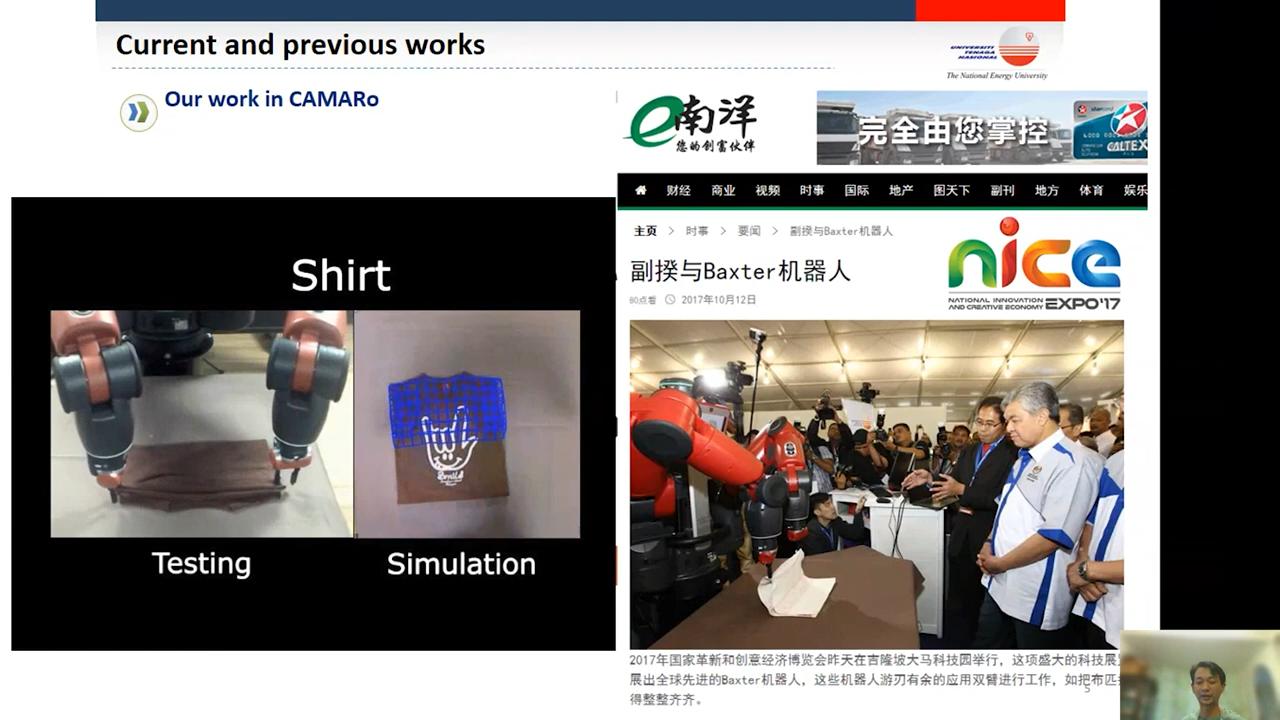 Current and previous works
UNIVERSITI
TENAGA
NASIONAL
The National Energy University
Our work in CAMARo
e南洋
您的创富伙伴
完全由您掌控
CALTEX
财经 商业 视频 时事 国际 地产 图天下 副刊 地方 体育 娱乐
主页 > 时事 > 要闻 > 副揆与Baxter机器人
nice
NATIONAL INNOVATION
AND CREATIVE ECONOMY EXPO'17
副揆与Baxter机器人
80点看 2017年10月12日
Shirt
Testing Simulation
2017年国家革新和创意经济博览会昨天在吉隆坡大马科技园举行，这项盛大的科技展
展出全球先进的Baxter机器人，这些机器人游刃有余的应用双臂进行工作，如把布匹
得整整齐齐。
5